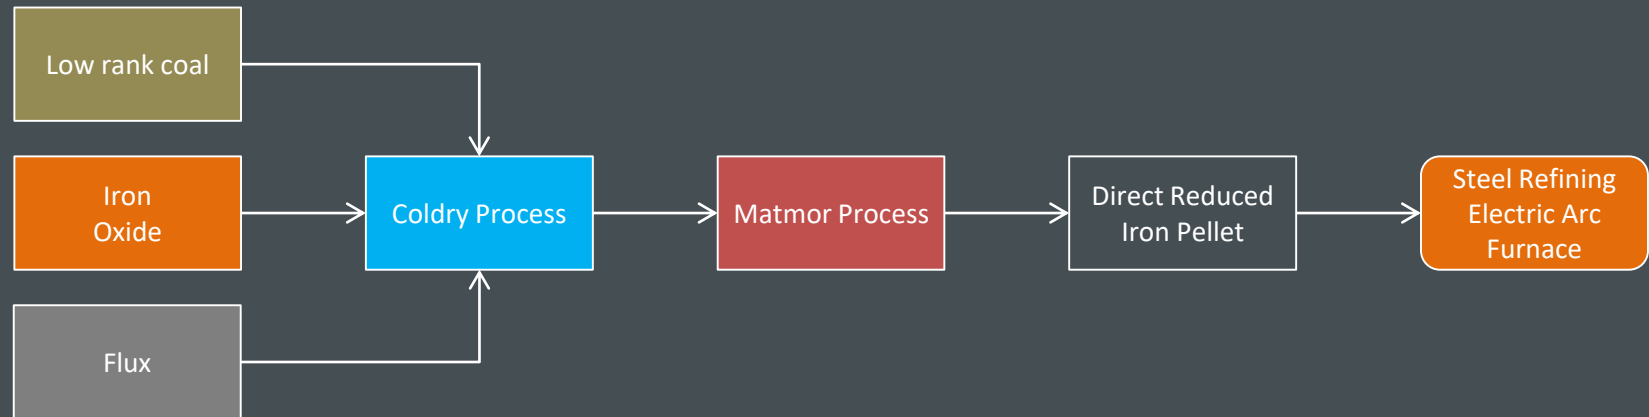 Low rank coal
Iron
Oxide
Flux
Coldry Process
Matmor Process
Direct Reduced
Iron Pellet
Steel Refining
Electric Arc
Furnace